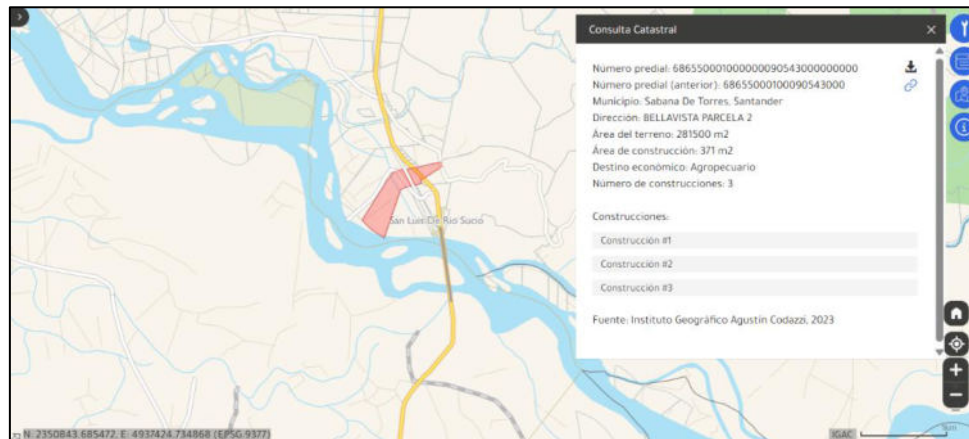 Consulta Catastral
Número predial: 686550001000000090543000000000
Número predial (anterior): 68655000100090543000
Municipio: Sabana De Torres, Santander
Dirección: BELLAVISTA PARCELA 2
Área del terreno: 281500 m2
Área de construcción: 371 m2
Destino económico: Agropecuario
Número de construcciones: 3
Construcciones:
Construcción #1
Construcción #2
Construcción #3
Fuente: Instituto Geográfico Agustín Codazzi, 2023
San Luis De Rio Sucio
N: 2350843.685472, E: 4937424.734868 (EPSG:9377)
IGAC